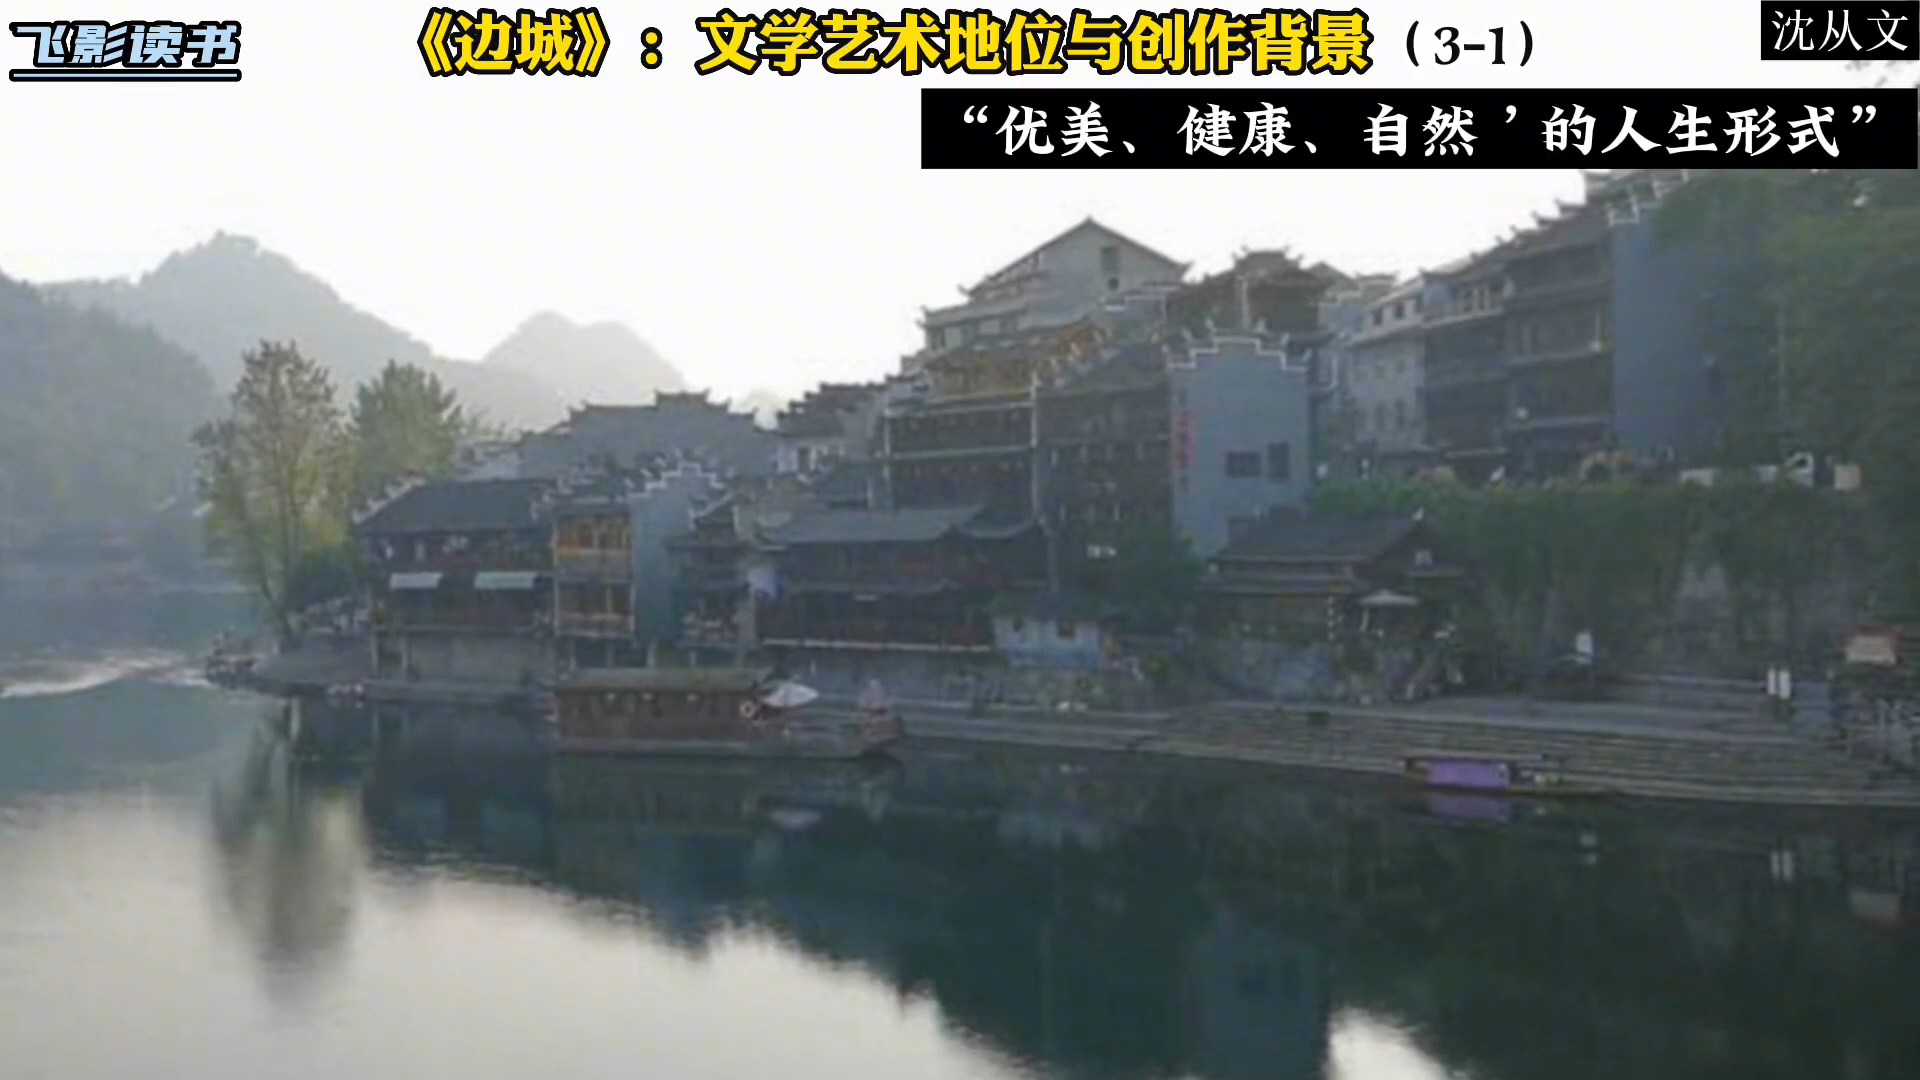 飞影读书
《边城》：文学艺术地位与创作背景（3-1）
沈从文
“优美、健康、自然 ’的人生形式”